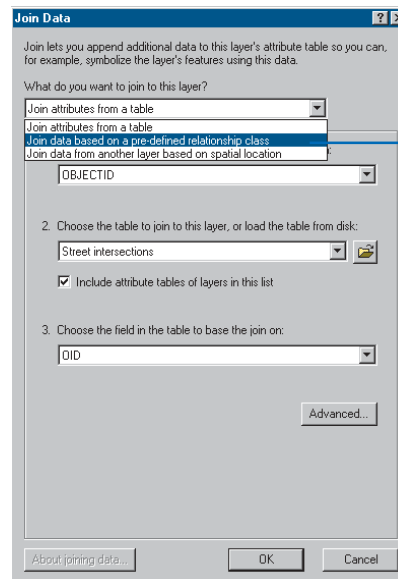 Join Data
Join lets you append additional data to this layer's attribute table so you can,
for example, symbolize the layer's features using this data.
What do you want to join to this layer?
Join attributes from a table
Join attributes from a table
Join data based on a pre-defined relationship class
Join data from another layer based on spatial location
OBJECTID
2. Choose the table to join to this layer, or load the table from disk:
Street intersections
Include attribute tables of layers in this list
3. Choose the field in the table to base the join on:
OID
Advanced...
About joining data...
OK
Cancel